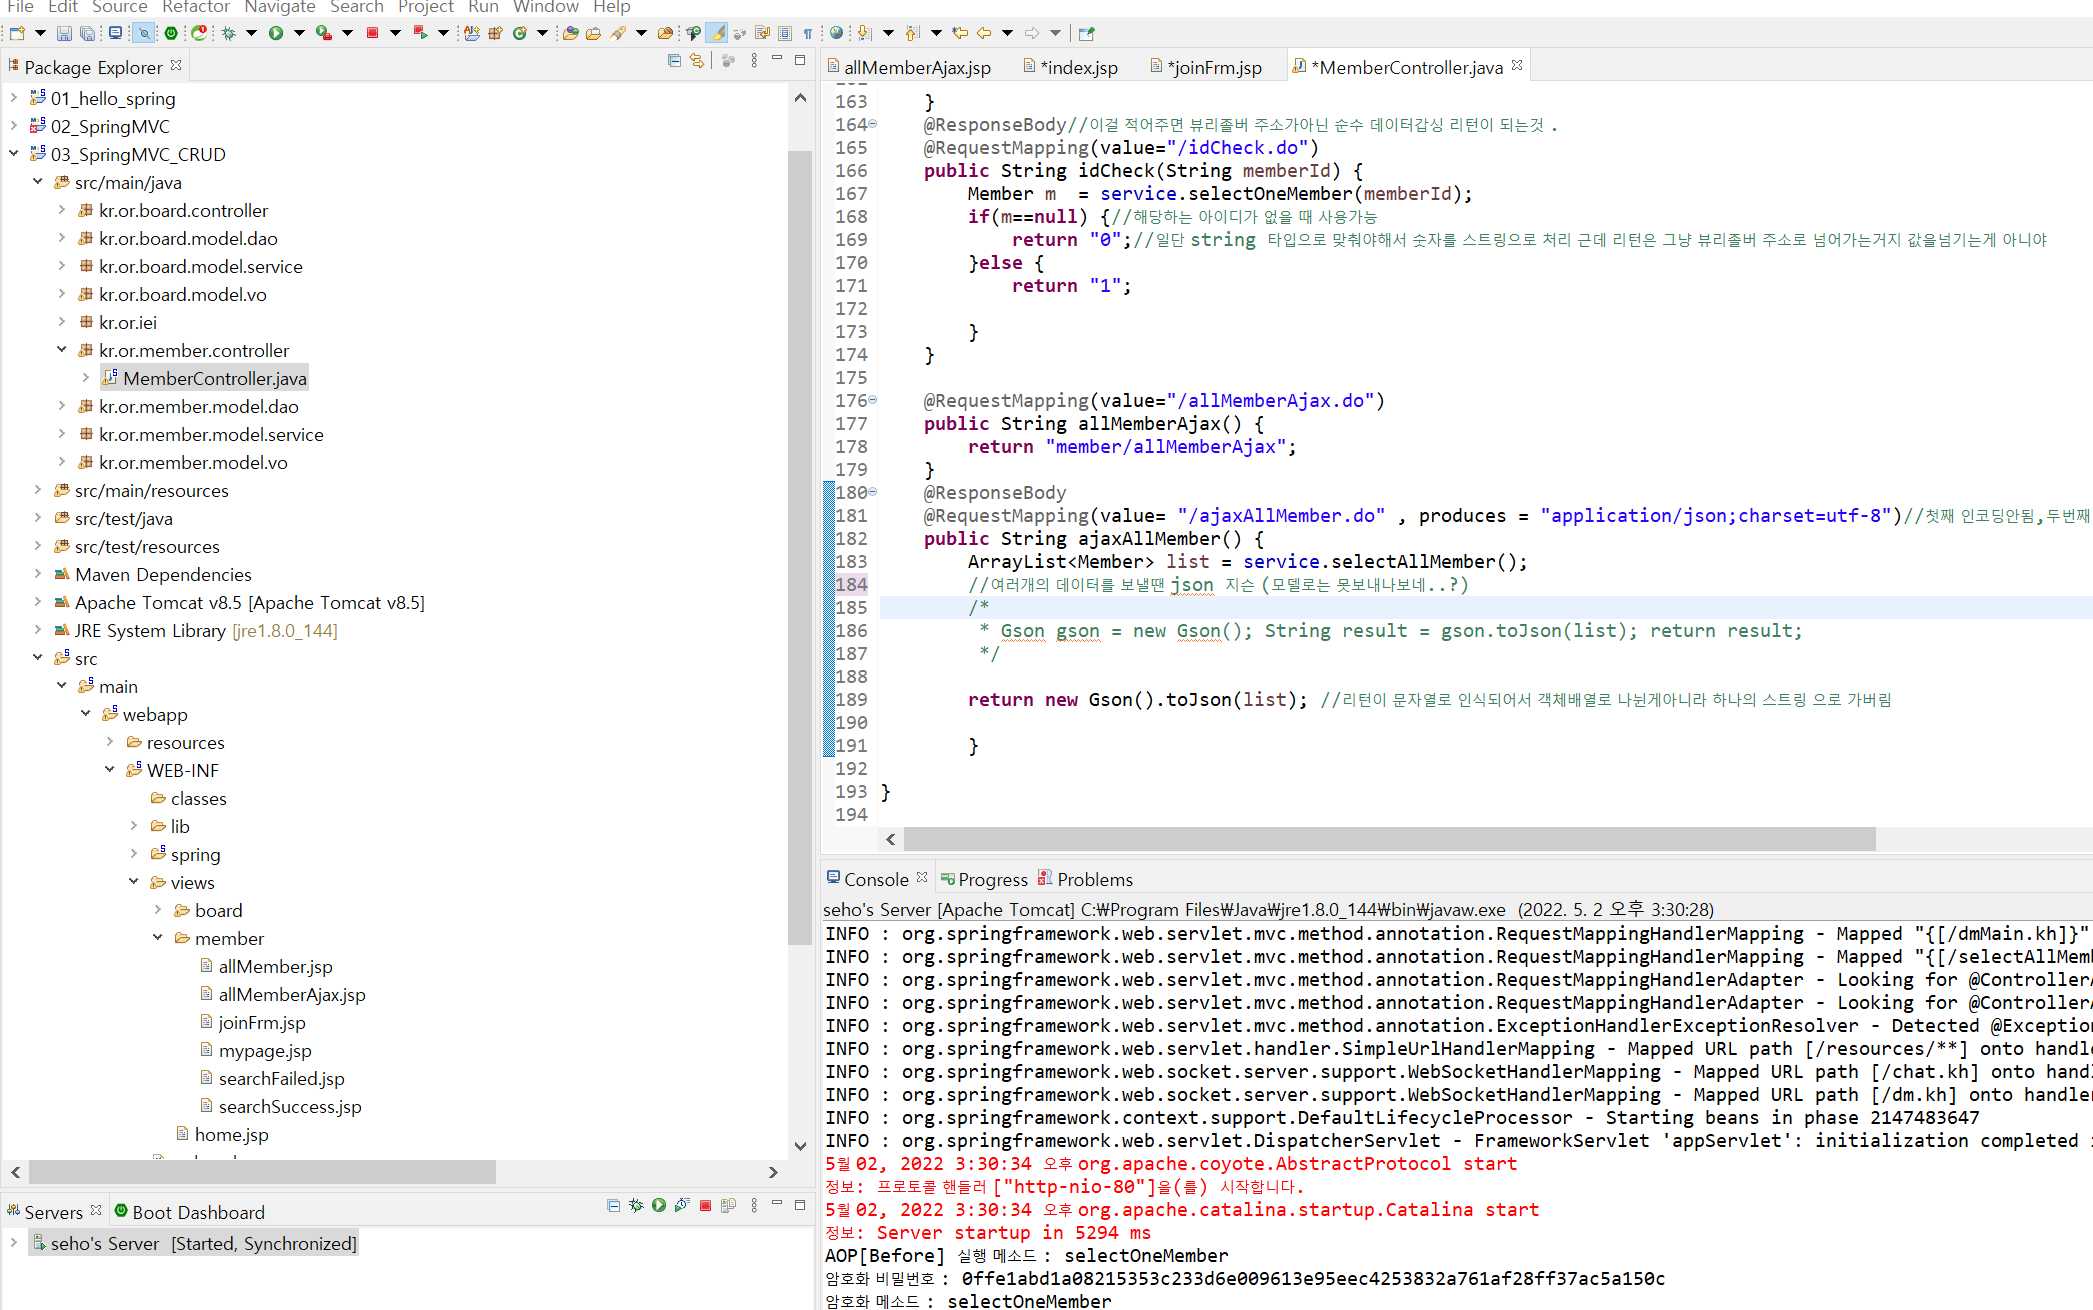 File Edit Source Refactor Navigate Search Project Run Window Help
Package Explorer
01_hello_spring
02_SpringMVC
03_SpringMVC_CRUD
src/main/java
kr.or.board.controller
kr.or.board.model.dao
kr.or.board.model.service
kr.or.board.model.vo
kr.or.iei
kr.or.member.controller
MemberController.java
kr.or.member.model.dao
kr.or.member.model.service
kr.or.member.model.vo
src/main/resources
src/test/java
src/test/resources
Maven Dependencies
Apache Tomcat v8.5 [Apache Tomcat v8.5]
JRE System Library [jre1.8.0_144]
src
main
webapp
resources
WEB-INF
classes
lib
spring
views
board
member
allMember.jsp
allMemberAjax.jsp
joinFrm.jsp
mypage.jsp
searchFailed.jsp
searchSuccess.jsp
home.jsp
Servers Boot Dashboard
seho's Server [Started, Synchronized]
allMemberAjax.jsp *index.jsp *joinFrm.jsp *MemberController.java
163 }
164 @ResponseBody//이걸 적어주면 뷰리졸버 주소가아닌 순수 데이터갑싱 리턴이 되는것 .
165 @RequestMapping(value="/idCheck.do")
166 public String idCheck(String memberId) {
167 Member m  = service.selectOneMember(memberId);
168 if(m==null) {//해당하는 아이디가 없을 때 사용가능
169 return "0";//일단 string 타입으로 맞춰야해서 숫자를 스트링으로 처리 근데 리턴은 그냥 뷰리졸버 주소로 넘어가는거지 값을넘기는게 아니야
170 }else {
171 return "1";
172
173 }
174 }
175
176 @RequestMapping(value="/allMemberAjax.do")
177 public String allMemberAjax() {
178 return "member/allMemberAjax";
179 }
180 @ResponseBody
181 @RequestMapping(value= "/ajaxAllMember.do" , produces = "application/json;charset=utf-8")//첫째 인코딩안됨,두번째
182 public String ajaxAllMember() {
183 ArrayList<Member> list = service.selectAllMember();
184 //여러개의 데이터를 보낼땐 json 지슨 (모델로는 못보내나보네..?)
185 /*
186 * Gson gson = new Gson(); String result = gson.toJson(list); return result;
187 */
188
189 return new Gson().toJson(list); //리턴이 문자열로 인식되어서 객체배열로 나뉜게아니라 하나의 스트링 으로 가버림
190
191 }
192
193 }
194
Console Progress Problems
seho's Server [Apache Tomcat] C:₩Program Files₩Java₩jre1.8.0_144₩bin₩javaw.exe (2022. 5. 2 오후 3:30:28)
INFO : org.springframework.web.servlet.mvc.method.annotation.RequestMappingHandlerMapping - Mapped "{[/dmMain.kh]}"
INFO : org.springframework.web.servlet.mvc.method.annotation.RequestMappingHandlerMapping - Mapped "{[/selectAllMemb
INFO : org.springframework.web.servlet.mvc.method.annotation.RequestMappingHandlerAdapter - Looking for @ControllerA
INFO : org.springframework.web.servlet.mvc.method.annotation.RequestMappingHandlerAdapter - Looking for @ControllerA
INFO : org.springframework.web.servlet.mvc.method.annotation.ExceptionHandlerExceptionResolver - Detected @Exception
INFO : org.springframework.web.servlet.handler.SimpleUrlHandlerMapping - Mapped URL path [/resources/**] onto handle
INFO : org.springframework.web.socket.server.support.WebSocketHandlerMapping - Mapped URL path [/chat.kh] onto handl
INFO : org.springframework.web.socket.server.support.WebSocketHandlerMapping - Mapped URL path [/dm.kh] onto handler
INFO : org.springframework.context.support.DefaultLifecycleProcessor - Starting beans in phase 2147483647
INFO : org.springframework.web.servlet.DispatcherServlet - FrameworkServlet 'appServlet': initialization completed i
5월 02, 2022 3:30:34 오후 org.apache.coyote.AbstractProtocol start
정보: 프로토콜 핸들러 ["http-nio-80"]을(를) 시작합니다.
5월 02, 2022 3:30:34 오후 org.apache.catalina.startup.Catalina start
정보: Server startup in 5294 ms
AOP[Before] 실행 메소드 : selectOneMember
암호화 비밀번호 : 0ffe1abd1a08215353c233d6e009613e95eec4253832a761af28ff37ac5a150c
암호화 메소드 : selectOneMember